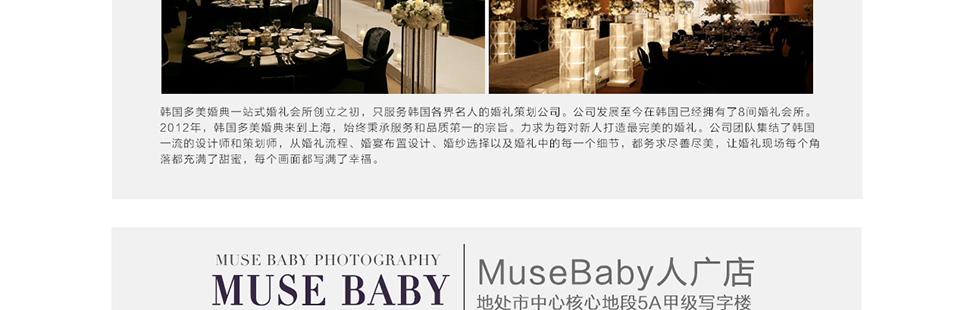 韩国多美婚典一站式婚礼会所创立之初，只服务韩国各界名人的婚礼策划公司。公司发展至今在韩国已经拥有了8间婚礼会所。
2012年，韩国多美婚典来到上海，始终秉承服务和品质第一的宗旨。力求为每对新人打造最完美的婚礼。公司团队集结了韩国
一流的设计师和策划师，从婚礼流程、婚宴布置设计、婚纱选择以及婚礼中的每一个细节，都务求尽善尽美，让婚礼现场每个角
落都充满了甜蜜，每个画面都写满了幸福。
MUSE BABY PHOTOGRAPHY
MUSE BABY
MuseBaby人广店
地处市中心核心地段5A甲级写字楼